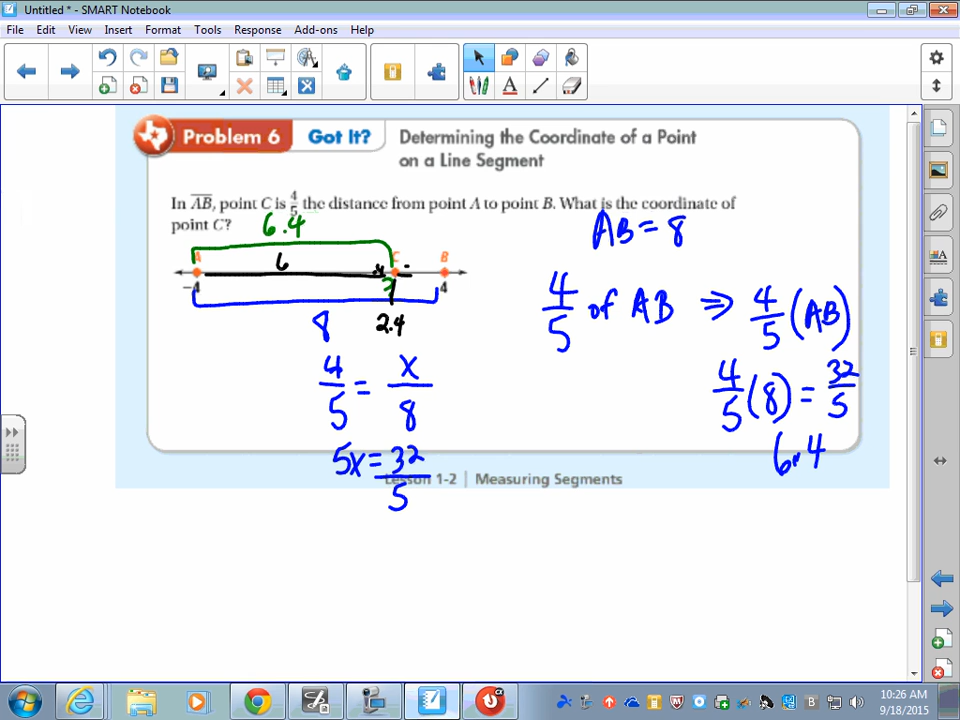 Untitled * - SMART Notebook
File Edit View Insert Format Tools Response Add-ons Help
Problem 6 Got It? Determining the Coordinate of a Point
on a Line Segment
In AB, point C is 4/5 the distance from point A to point B. What is the coordinate of
point C?
6.4
AB = 8
A C B
6
-4 4
8 2.4
4/5 of AB ⇒ 4/5 (AB)
4/5 = x/8
4/5 (8) = 32/5
6.4
5x = 32
5
Lesson 1-2 | Measuring Segments
10:26 AM
9/18/2015